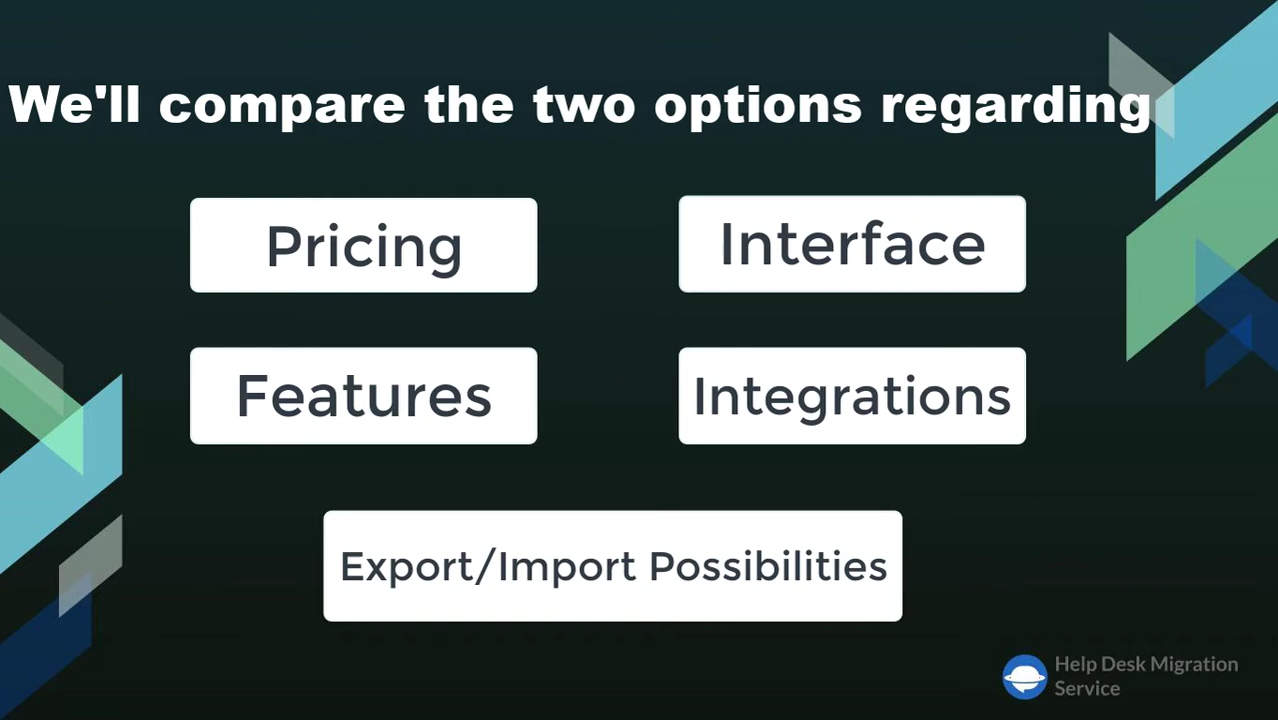 We'll compare the two options regarding
Pricing
Interface
Features
Integrations
Export/Import Possibilities
Help Desk Migration
Service